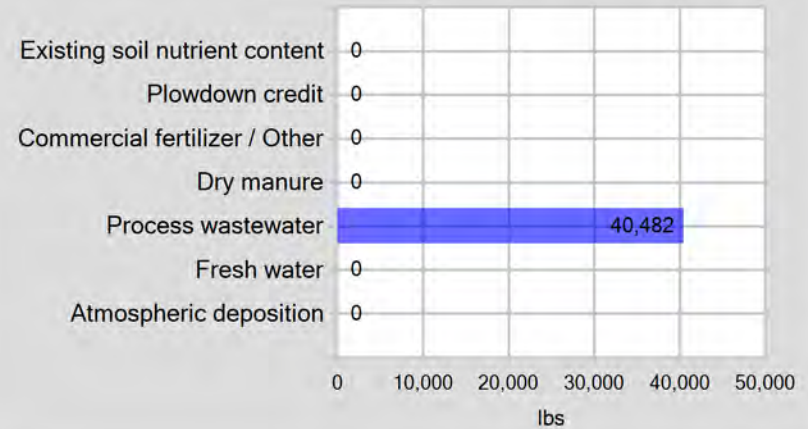 Existing soil nutrient content 0
Plowdown credit 0
Commercial fertilizer / Other 0
Dry manure 0
Process wastewater 40,482
Fresh water 0
Atmospheric deposition 0
0 10,000 20,000 30,000 40,000 50,000
lbs